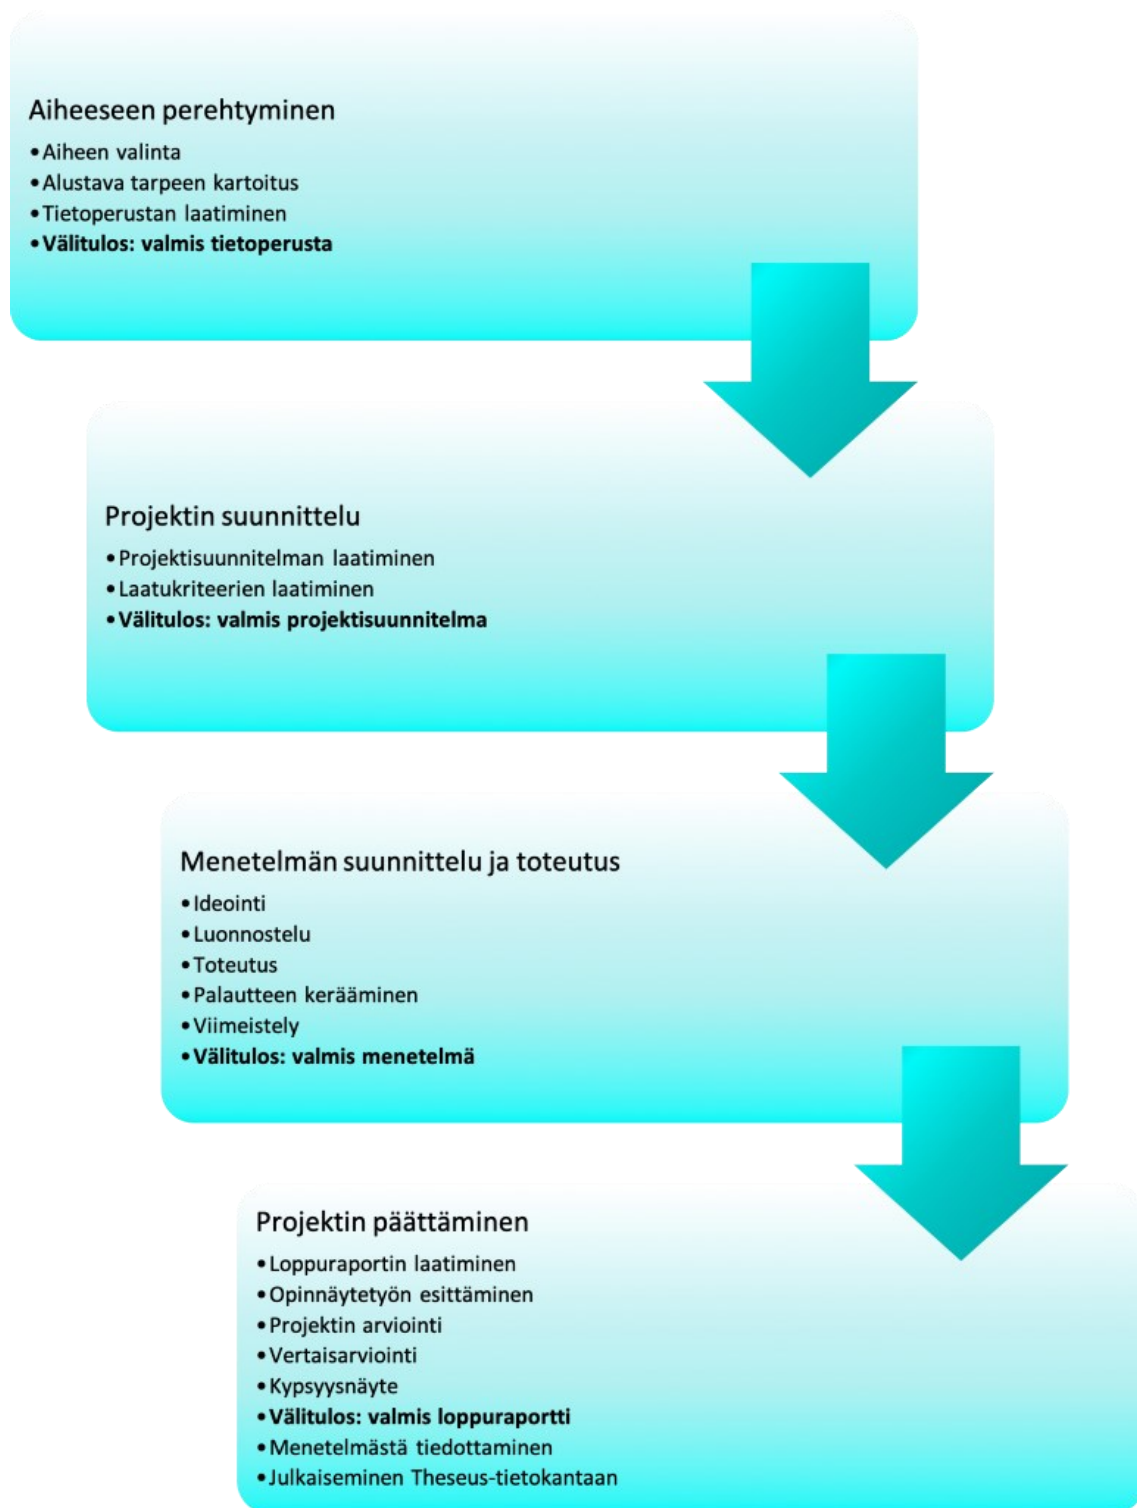 Aiheeseen perehtyminen
•Aiheen valinta
•Alustava tarpeen kartoitus
•Tietoperustan laatiminen
•Välitulos: valmis tietoperusta
Projektin suunnittelu
•Projektisuunnitelman laatiminen
•Laatukriteerien laatiminen
•Välitulos: valmis projektisuunnitelma
Menetelmän suunnittelu ja toteutus
•Ideointi
•Luonnostelu
•Toteutus
•Palautteen kerääminen
•Viimeistely
•Välitulos: valmis menetelmä
Projektin päättäminen
•Loppuraportin laatiminen
•Opinnäytetyön esittäminen
•Projektin arviointi
•Vertaisarviointi
•Kypsyysnäyte
•Välitulos: valmis loppuraportti
•Menetelmästä tiedottaminen
•Julkaiseminen Theseus-tietokantaan